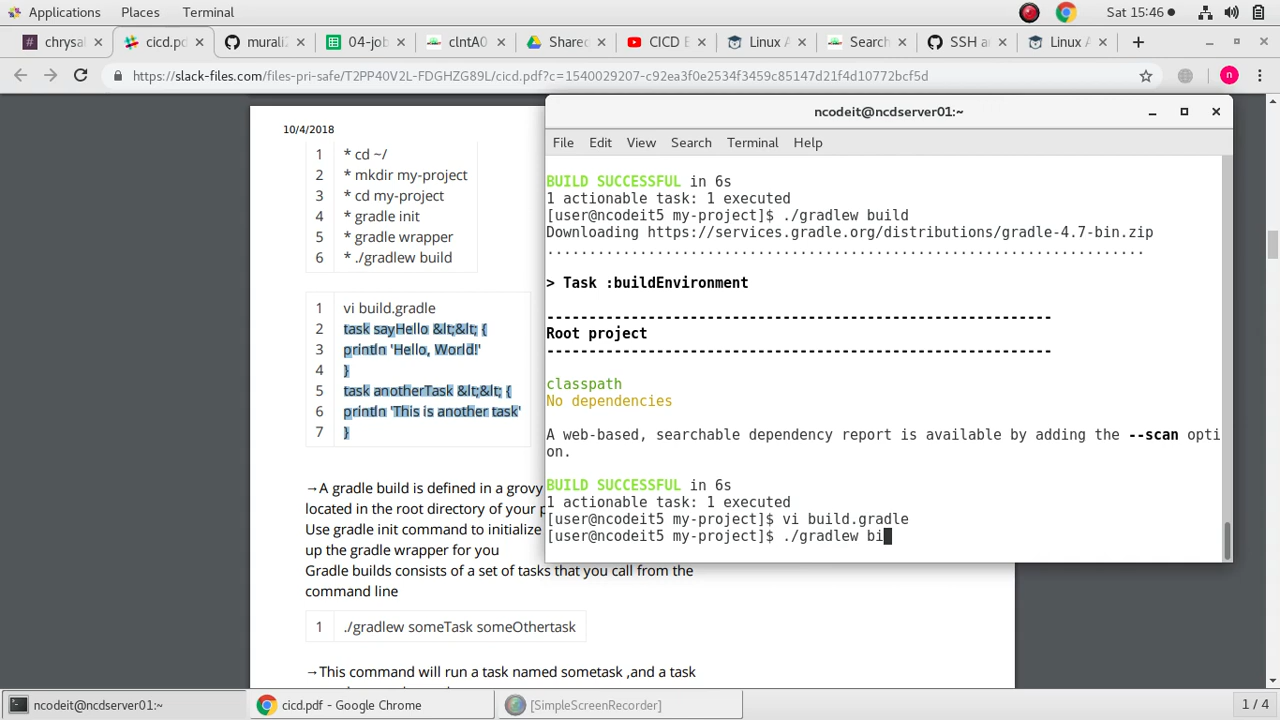 Applications Places Terminal Sat 15:46
chrysal cicd.pd muraliZ 04-job clntA0 Shared CICD E Linux A Search SSH an Linux A
https://slack-files.com/files-pri-safe/T2PP40V2L-FDGHZG89L/cicd.pdf?c=1540029207-c92ea3f0e2534f3459c85147d21f4d10772bcf5d n
10/4/2018
1 * cd ~/
2 * mkdir my-project
3 * cd my-project
4 * gradle init
5 * gradle wrapper
6 * ./gradlew build
1 vi build.gradle
2 task sayHello &lt;&lt; {
3 println 'Hello, World!'
4 }
5 task anotherTask &lt;&lt; {
6 println 'This is another task'
7 }
→A gradle build is defined in a grovy
located in the root directory of your p
Use gradle init command to initialize
up the gradle wrapper for you
Gradle builds consists of a set of tasks that you call from the
command line
1 ./gradlew someTask someOthertask
→This command will run a task named sometask ,and a task
ncodeit@ncdserver01:~
File Edit View Search Terminal Help
BUILD SUCCESSFUL in 6s
1 actionable task: 1 executed
[user@ncodeit5 my-project]$ ./gradlew build
Downloading https://services.gradle.org/distributions/gradle-4.7-bin.zip
.......................................................................
> Task :buildEnvironment
------------------------------------------------------------
Root project
------------------------------------------------------------
classpath
No dependencies
A web-based, searchable dependency report is available by adding the --scan opti
on.
BUILD SUCCESSFUL in 6s
1 actionable task: 1 executed
[user@ncodeit5 my-project]$ vi build.gradle
[user@ncodeit5 my-project]$ ./gradlew bi
ncodeit@ncdserver01:~ cicd.pdf - Google Chrome [SimpleScreenRecorder] 1 / 4